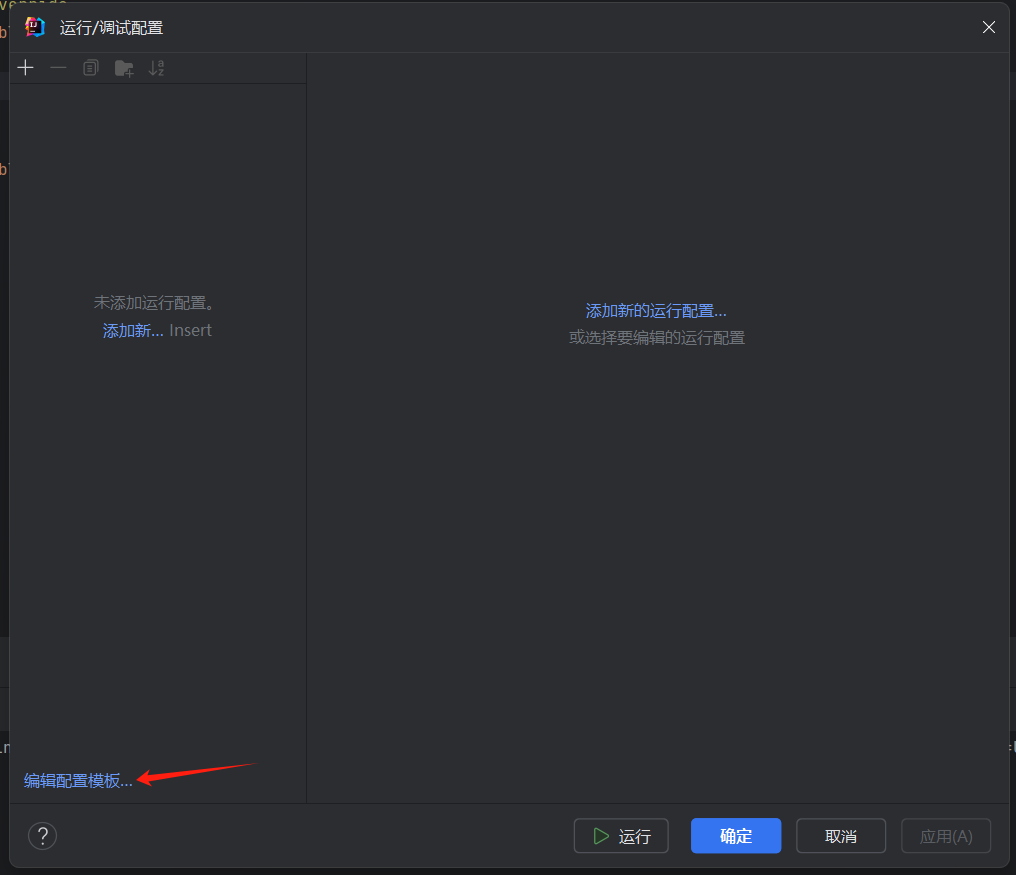 运行/调试配置
未添加运行配置。
添加新... Insert
添加新的运行配置...
或选择要编辑的运行配置
编辑配置模板...
?
运行
确定
取消
应用(A)